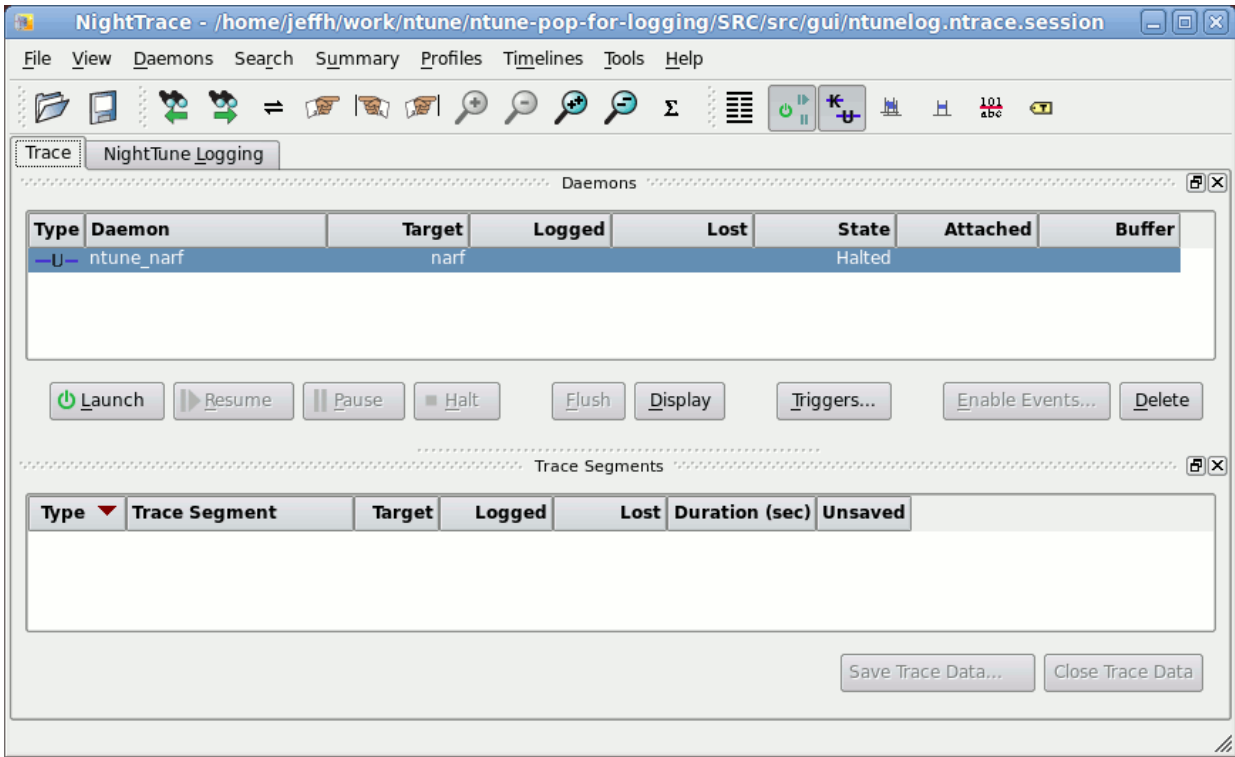 NightTrace - /home/jeffh/work/ntune/ntune-pop-for-logging/SRC/src/gui/ntunelog.ntrace.session
File View Daemons Search Summary Profiles Timelines Tools Help
Σ K U 101 abc T
Trace NightTune Logging
Daemons
Type Daemon Target Logged Lost State Attached Buffer
U ntune_narf narf Halted
Launch Resume Pause Halt Flush Display Triggers... Enable Events... Delete
Trace Segments
Type Trace Segment Target Logged Lost Duration (sec) Unsaved
Save Trace Data... Close Trace Data